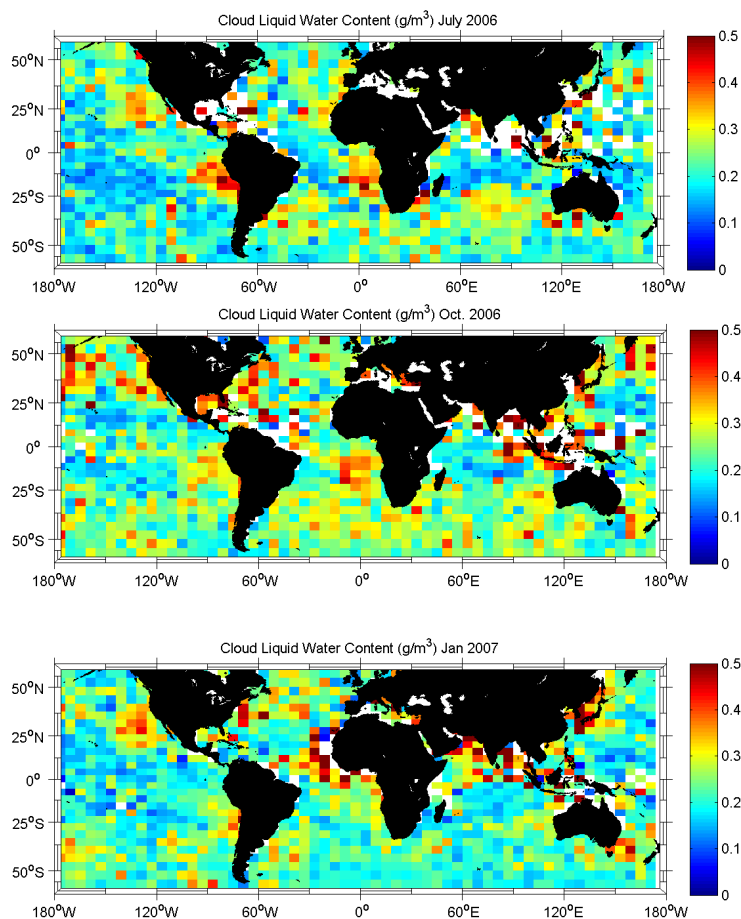 Cloud Liquid Water Content (g/m³) July 2006
50°N
25°N
0°
25°S
50°S
180°W 120°W 60°W 0° 60°E 120°E 180°W
0.5
0.4
0.3
0.2
0.1
0
Cloud Liquid Water Content (g/m³) Oct. 2006
50°N
25°N
0°
25°S
50°S
180°W 120°W 60°W 0° 60°E 120°E 180°W
0.5
0.4
0.3
0.2
0.1
0
Cloud Liquid Water Content (g/m³) Jan 2007
50°N
25°N
0°
25°S
50°S
180°W 120°W 60°W 0° 60°E 120°E 180°W
0.5
0.4
0.3
0.2
0.1
0